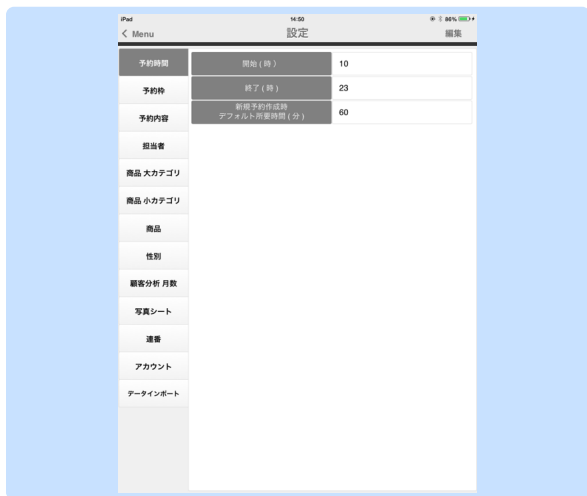 iPad 14:50 86%
Menu 設定 編集
予約時間
開始 ( 時 ) 10
予約枠
終了 ( 時 ) 23
予約内容
新規予約作成時
デフォルト所要時間 ( 分 ) 60
担当者
商品 大カテゴリ
商品 小カテゴリ
商品
性別
顧客分析 月数
写真シート
連番
アカウント
データインポート